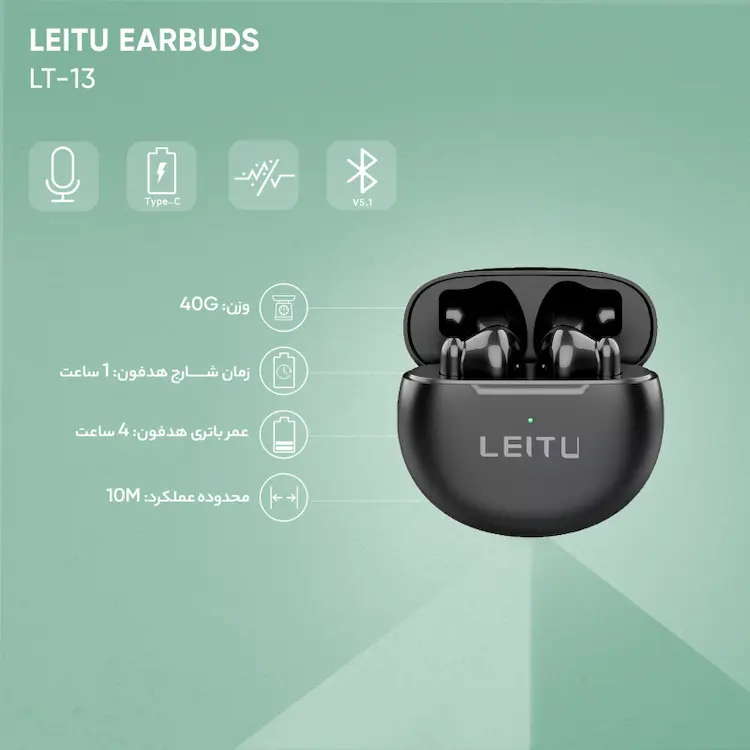 LEITU EARBUDS
LT-13
Type-C
V5.1
وزن: 40G
زمان شــارج هدفون: 1 ساعت
عمر باتری هدفون: 4 ساعت
محدوده عملکرد: 10M
LEITU